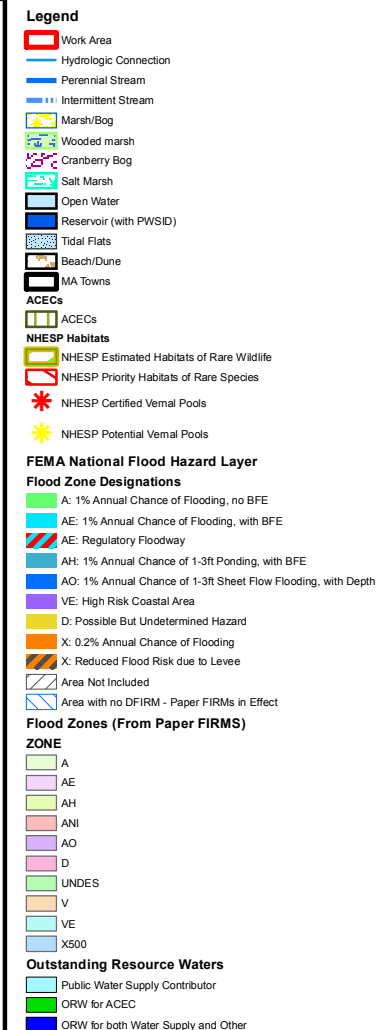 Legend
Work Area
Hydrologic Connection
Perennial Stream
Intermittent Stream
Marsh/Bog
Wooded marsh
Cranberry Bog
Salt Marsh
Open Water
Reservoir (with PWSID)
Tidal Flats
Beach/Dune
MA Towns
ACECs
ACECs
NHESP Habitats
NHESP Estimated Habitats of Rare Wildlife
NHESP Priority Habitats of Rare Species
NHESP Certified Vernal Pools
NHESP Potential Vernal Pools
FEMA National Flood Hazard Layer
Flood Zone Designations
A: 1% Annual Chance of Flooding, no BFE
AE: 1% Annual Chance of Flooding, with BFE
AE: Regulatory Floodway
AH: 1% Annual Chance of 1-3ft Ponding, with BFE
AO: 1% Annual Chance of 1-3ft Sheet Flow Flooding, with Depth
VE: High Risk Coastal Area
D: Possible But Undetermined Hazard
X: 0.2% Annual Chance of Flooding
X: Reduced Flood Risk due to Levee
Area Not Included
Area with no DFIRM - Paper FIRMs in Effect
Flood Zones (From Paper FIRMS)
ZONE
A
AE
AH
ANI
AO
D
UNDES
V
VE
X500
Outstanding Resource Waters
Public Water Supply Contributor
ORW for ACEC
ORW for both Water Supply and Other